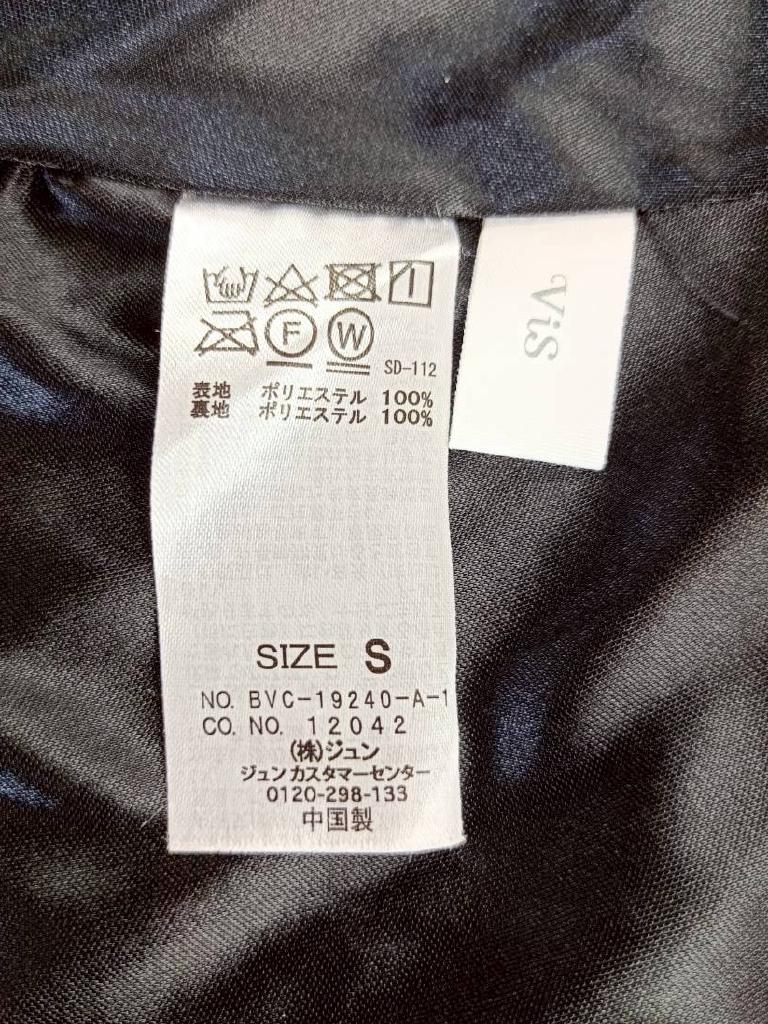 F W
SD-112
表地 ポリエステル 100%
裏地 ポリエステル 100%
SIZE S
NO. BVC-19240-A-1
CO. NO. 12042
(株)ジュン
ジュンカスタマーセンター
0120-298-133
中国製
ViS